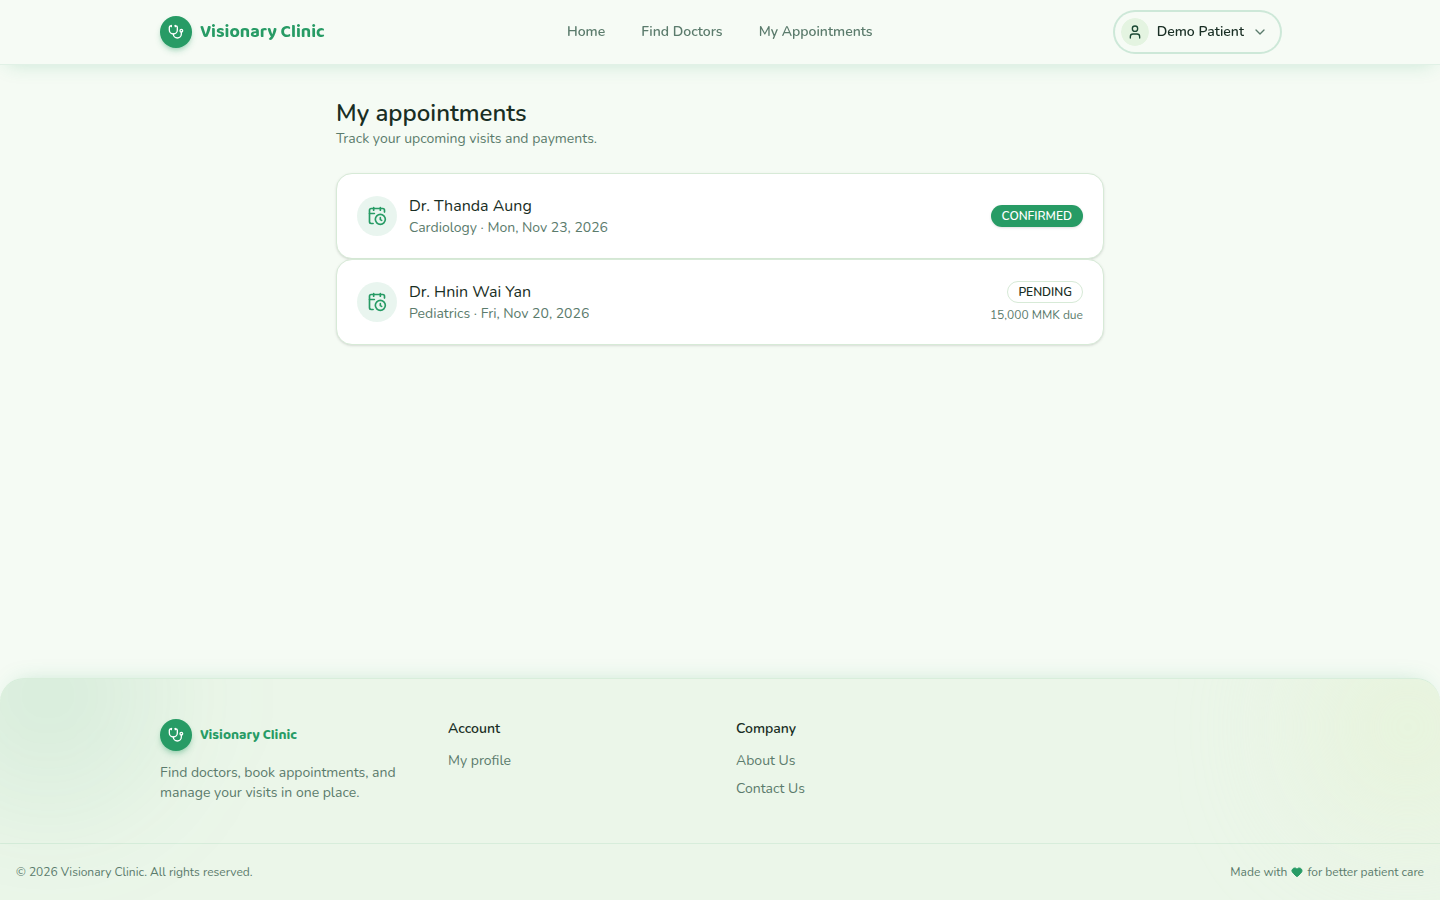 Visionary Clinic
Home
Find Doctors
My Appointments
Demo Patient
My appointments
Track your upcoming visits and payments.
Dr. Thanda Aung
Cardiology · Mon, Nov 23, 2026
CONFIRMED
Dr. Hnin Wai Yan
Pediatrics · Fri, Nov 20, 2026
PENDING
15,000 MMK due
Visionary Clinic
Find doctors, book appointments, and
manage your visits in one place.
Account
My profile
Company
About Us
Contact Us
© 2026 Visionary Clinic. All rights reserved.
Made with for better patient care